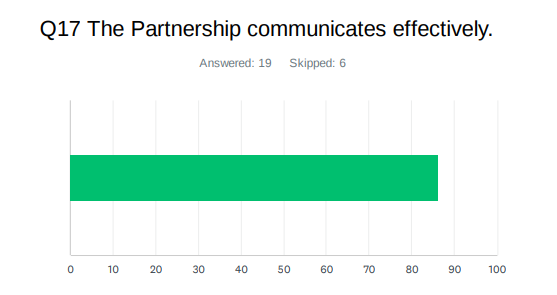 Q17 The Partnership communicates effectively.
Answered: 19 Skipped: 6
0 10 20 30 40 50 60 70 80 90 100